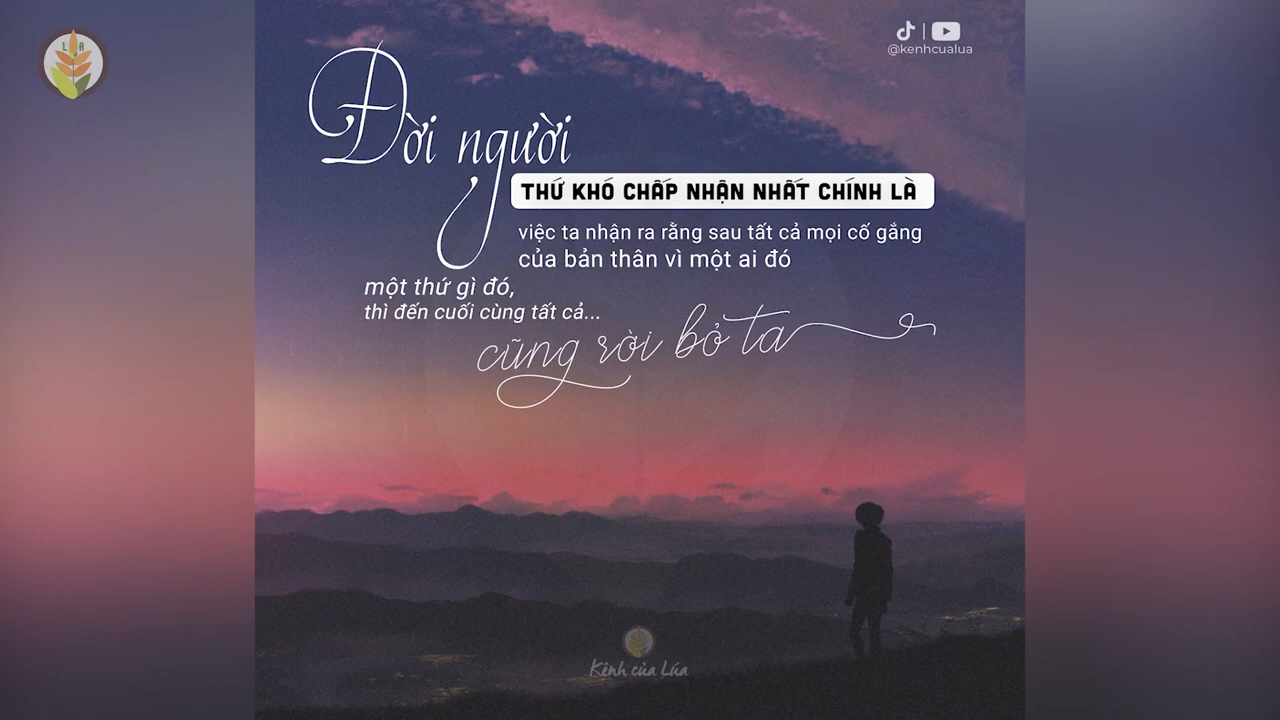 L A
@kenhcualua
Đời người
THỨ KHÓ CHẤP NHẬN NHẤT CHÍNH LÀ
việc ta nhận ra rằng sau tất cả mọi cố gắng
của bản thân vì một ai đó
một thứ gì đó,
thì đến cuối cùng tất cả...
cũng rời bỏ ta
Kênh của Lúa